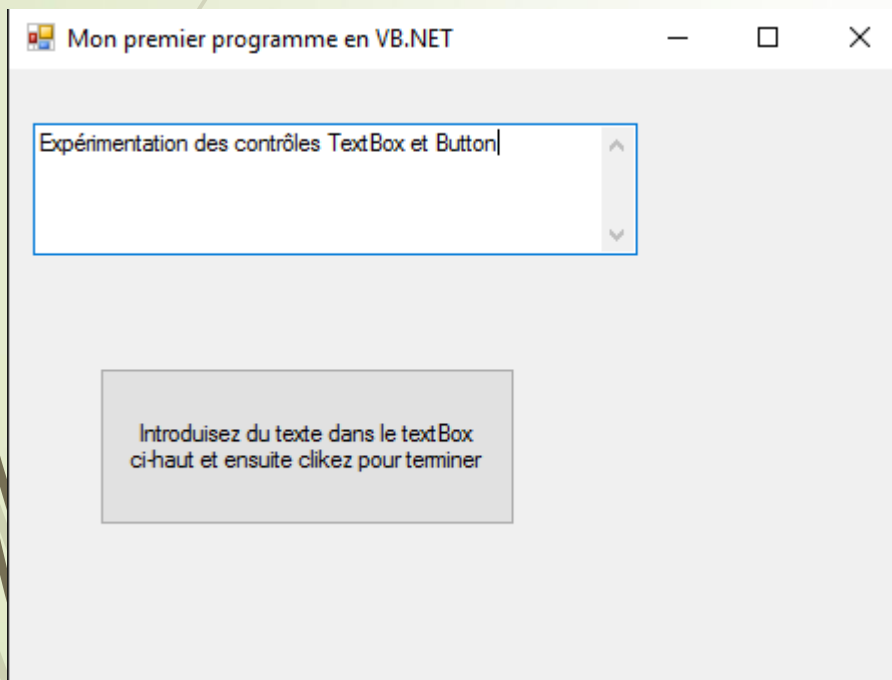 Mon premier programme en VB.NET
Expérimentation des contrôles TextBox et Button
Introduisez du texte dans le textBox
ci-haut et ensuite clikez pour terminer